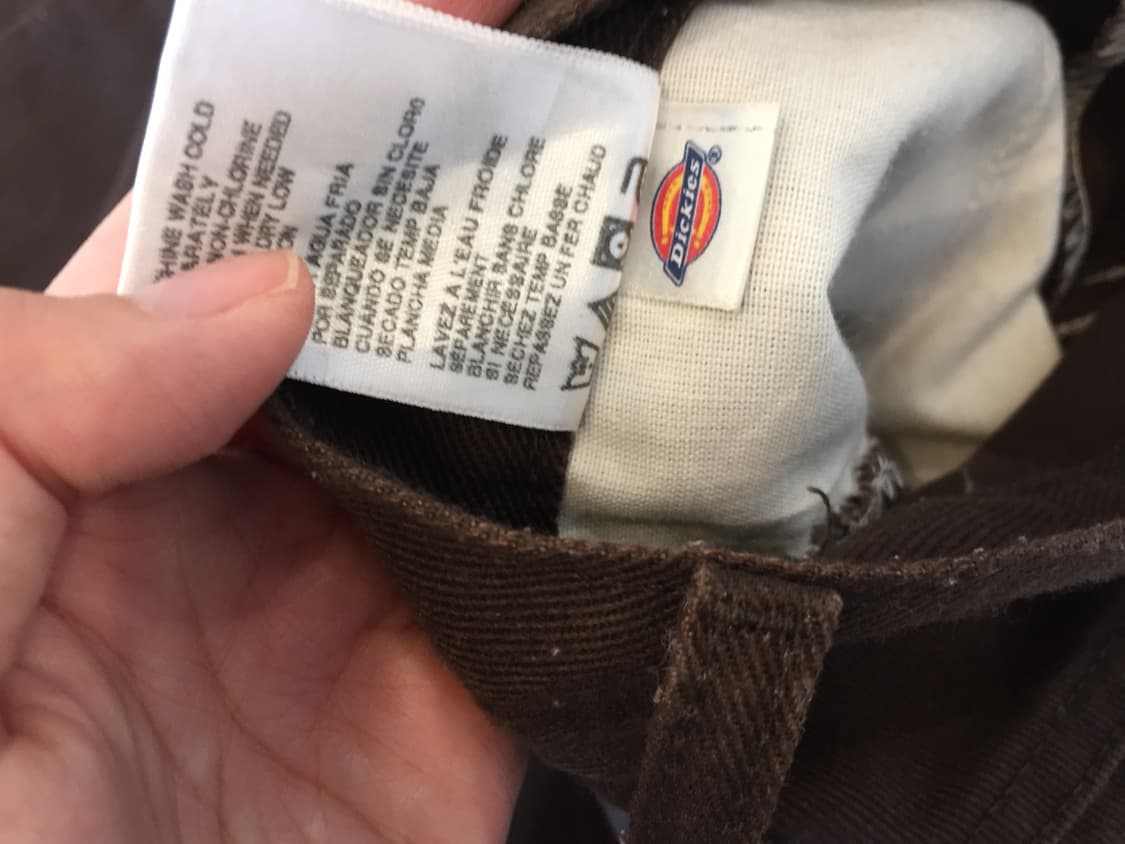 HINE WASH COLD
ARATELY
NON-CHLORINE
WHEN NEEDED
DRY LOW
ON
AGUA FRIA
POR SEPARADO
BLANQUEADOR SIN CLORO
CUANDO SE NECESITE
SECADO TEMP BAJA
PLANCHA MEDIA
LAVEZ A L'EAU FROIDE
SÉPARÉMENT
BLANCHIR SANS CHLORE
SI NECÉSSAIRE
SECHEZ TEMP BASSE
REPASSEZ UN FER CHAUD
Dickies®